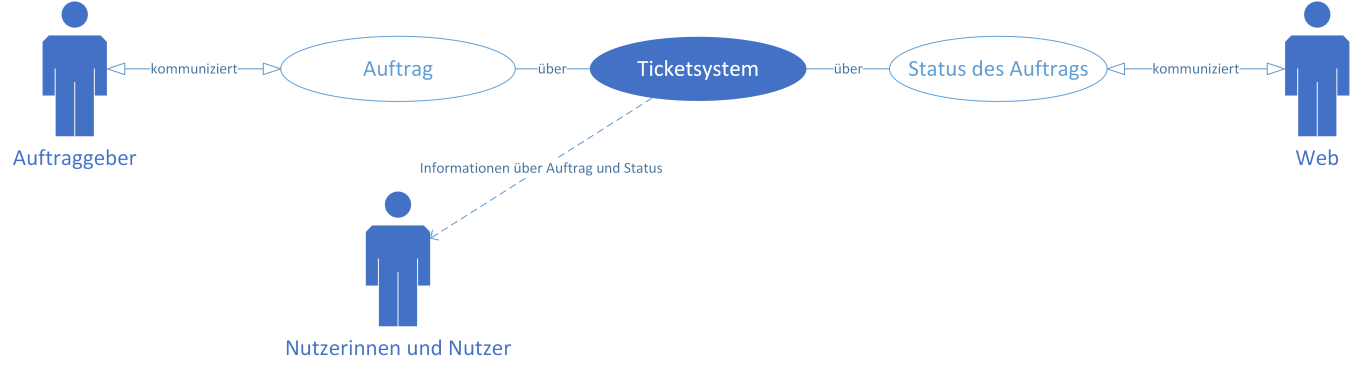 kommuniziert
Auftrag
über
Ticketsystem
über
Status des Auftrags
kommuniziert
Auftraggeber
Web
Informationen über Auftrag und Status
Nutzerinnen und Nutzer